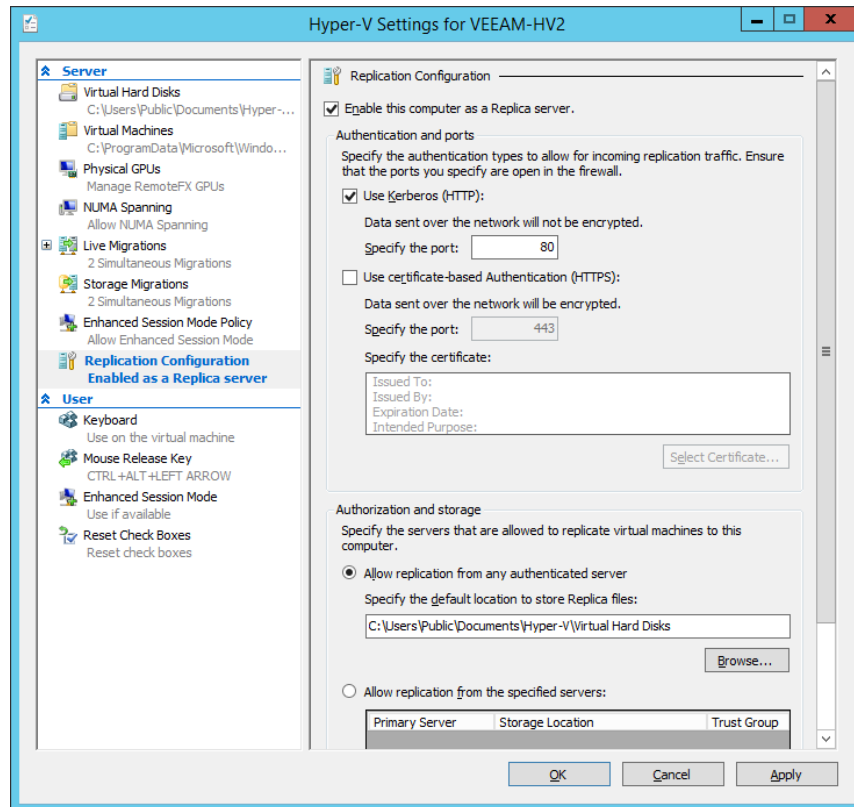 Hyper-V Settings for VEEAM-HV2
Server
Virtual Hard Disks
C:\Users\Public\Documents\Hyper-...
Virtual Machines
C:\ProgramData\Microsoft\Windo...
Physical GPUs
Manage RemoteFX GPUs
NUMA Spanning
Allow NUMA Spanning
Live Migrations
2 Simultaneous Migrations
Storage Migrations
2 Simultaneous Migrations
Enhanced Session Mode Policy
Allow Enhanced Session Mode
Replication Configuration
Enabled as a Replica server
User
Keyboard
Use on the virtual machine
Mouse Release Key
CTRL+ALT+LEFT ARROW
Enhanced Session Mode
Use if available
Reset Check Boxes
Reset check boxes
Replication Configuration
Enable this computer as a Replica server.
Authentication and ports
Specify the authentication types to allow for incoming replication traffic. Ensure
that the ports you specify are open in the firewall.
Use Kerberos (HTTP):
Data sent over the network will not be encrypted.
Specify the port: 80
Use certificate-based Authentication (HTTPS):
Data sent over the network will be encrypted.
Specify the port: 443
Specify the certificate:
Issued To:
Issued By:
Expiration Date:
Intended Purpose:
Select Certificate...
Authorization and storage
Specify the servers that are allowed to replicate virtual machines to this
computer.
Allow replication from any authenticated server
Specify the default location to store Replica files:
C:\Users\Public\Documents\Hyper-V\Virtual Hard Disks
Browse...
Allow replication from the specified servers:
Primary Server Storage Location Trust Group
OK Cancel Apply